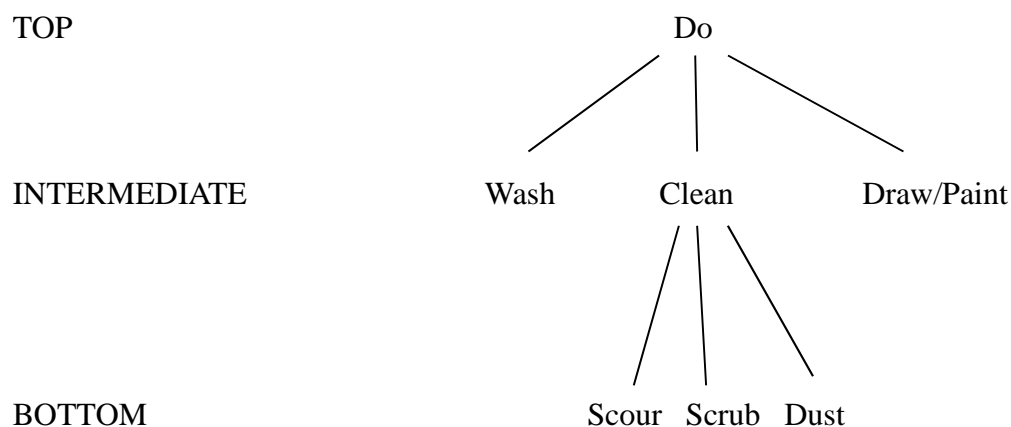 TOP Do
INTERMEDIATE Wash Clean Draw/Paint
BOTTOM Scour Scrub Dust